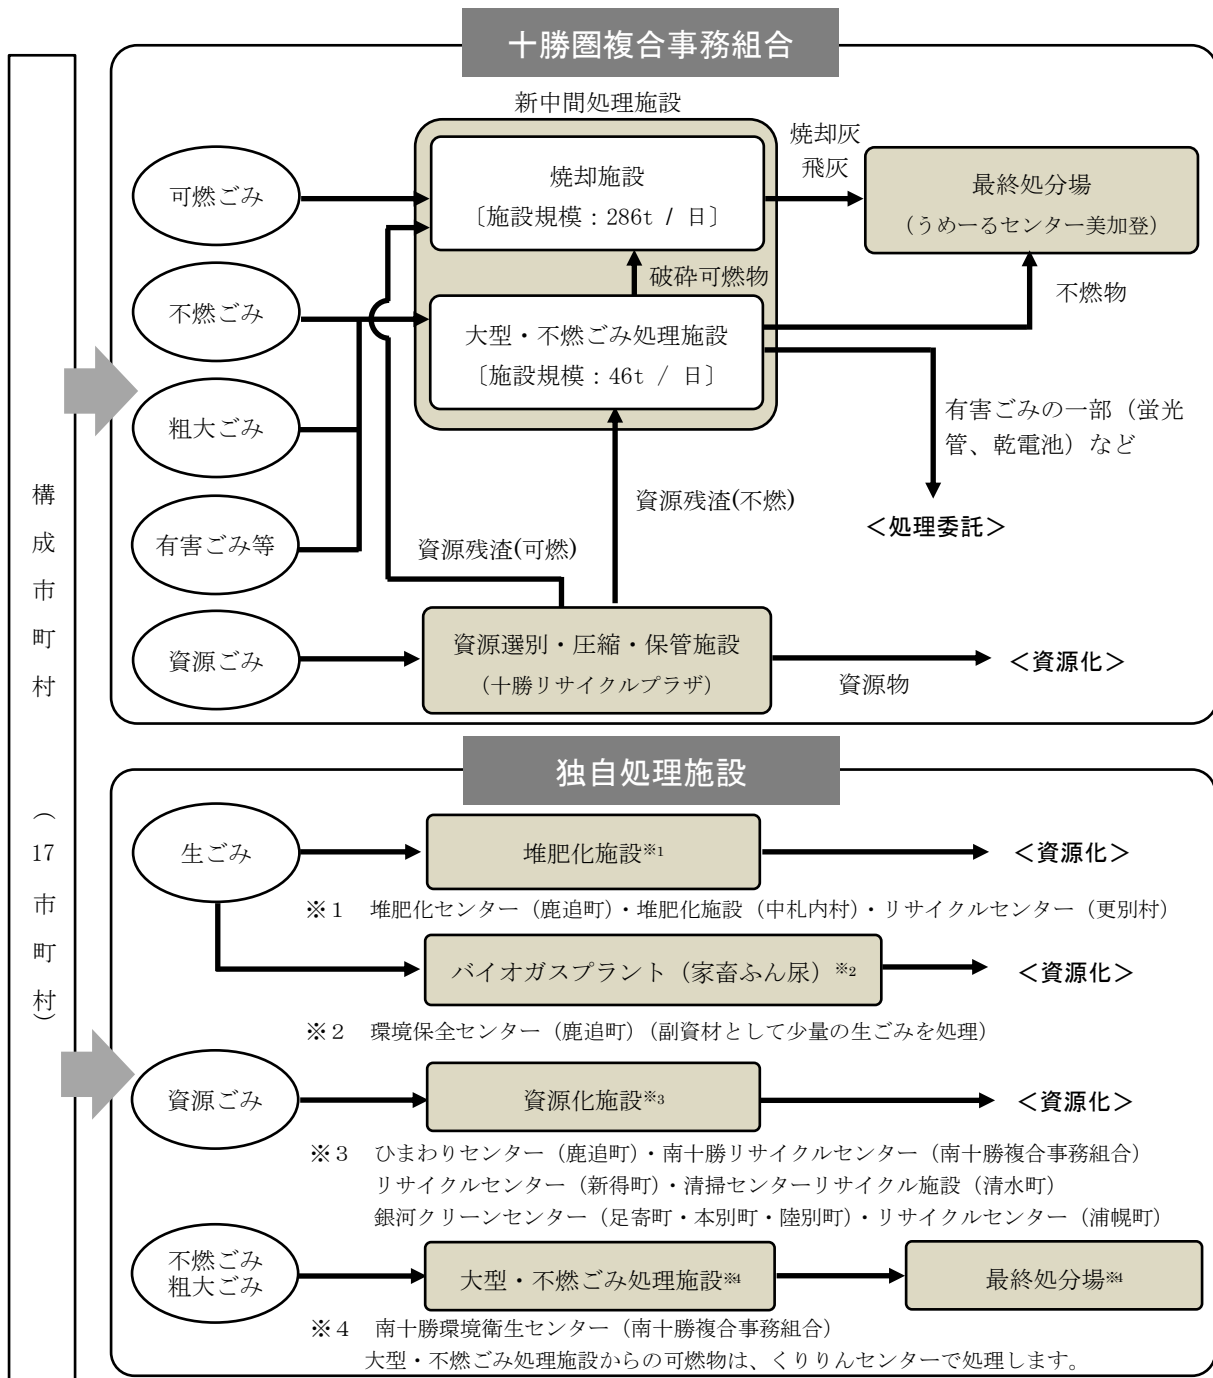 十勝圏複合事務組合
構成市町村（17市町村）
新中間処理施設
可燃ごみ
焼却施設
〔施設規模：286t / 日〕
焼却灰
飛灰
最終処分場
（うめーるセンター美加登）
破砕可燃物
不燃物
不燃ごみ
大型・不燃ごみ処理施設
〔施設規模：46t / 日〕
粗大ごみ
有害ごみの一部（蛍光
管、乾電池）など
＜処理委託＞
有害ごみ等
資源残渣(不燃)
資源残渣(可燃)
資源ごみ
資源選別・圧縮・保管施設
（十勝リサイクルプラザ）
資源物
＜資源化＞
独自処理施設
生ごみ
堆肥化施設※1
＜資源化＞
※１ 堆肥化センター（鹿追町）・堆肥化施設（中札内村）・リサイクルセンター（更別村）
バイオガスプラント（家畜ふん尿）※2
＜資源化＞
※２ 環境保全センター（鹿追町）（副資材として少量の生ごみを処理）
資源ごみ
資源化施設※3
＜資源化＞
※３ ひまわりセンター（鹿追町）・南十勝リサイクルセンター（南十勝複合事務組合）
リサイクルセンター（新得町）・清掃センターリサイクル施設（清水町）
銀河クリーンセンター（足寄町・本別町・陸別町）・リサイクルセンター（浦幌町）
不燃ごみ
粗大ごみ
大型・不燃ごみ処理施設※4
最終処分場※4
※４ 南十勝環境衛生センター（南十勝複合事務組合）
大型・不燃ごみ処理施設からの可燃物は、くりりんセンターで処理します。